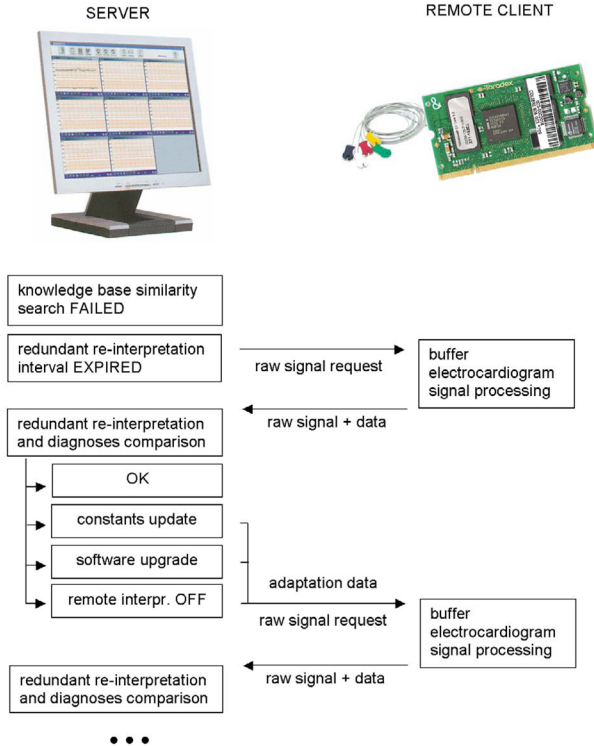 SERVER
REMOTE CLIENT
knowledge base similarity
search FAILED
redundant re-interpretation
interval EXPIRED
raw signal request
buffer
electrocardiogram
signal processing
raw signal + data
redundant re-interpretation
and diagnoses comparison
OK
constants update
software upgrade
remote interpr. OFF
adaptation data
raw signal request
buffer
electrocardiogram
signal processing
raw signal + data
redundant re-interpretation
and diagnoses comparison